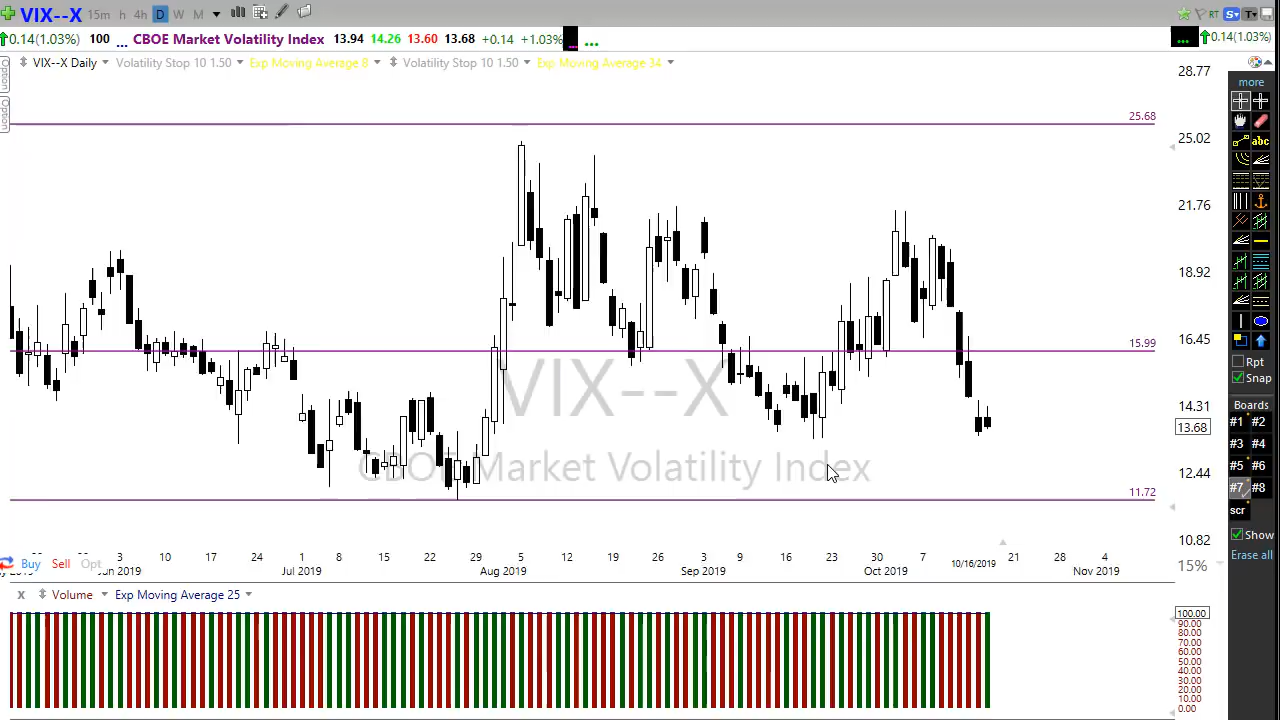 VIX--X 15m h 4h D W M RT S T
0.14(1.03%) 100 ... CBOE Market Volatility Index 13.94 14.26 13.60 13.68 +0.14 +1.03% ... ... ... 0.14(1.03%)
VIX--X Daily Volatility Stop 10 1.50 Exp Moving Average 8 Volatility Stop 10 1.50 Exp Moving Average 34
Option
Option
28.77
25.68
25.02
21.76
18.92
16.45
15.99
14.31
13.68
12.44
11.72
10.82
15%
VIX--X
CBOE Market Volatility Index
3 10 17 24 1 8 15 22 29 5 12 19 26 3 9 16 23 30 7 21 28 4
Jun 2019 Jul 2019 Aug 2019 Sep 2019 Oct 2019 10/16/2019 Nov 2019
Buy Sell Opt
X Volume Exp Moving Average 25
100.00
90.00
80.00
70.00
60.00
50.00
40.00
30.00
20.00
10.00
0.00
more
abc
Rpt
Snap
Boards
#1 #2
#3 #4
#5 #6
#7 #8
scr
Show
Erase all